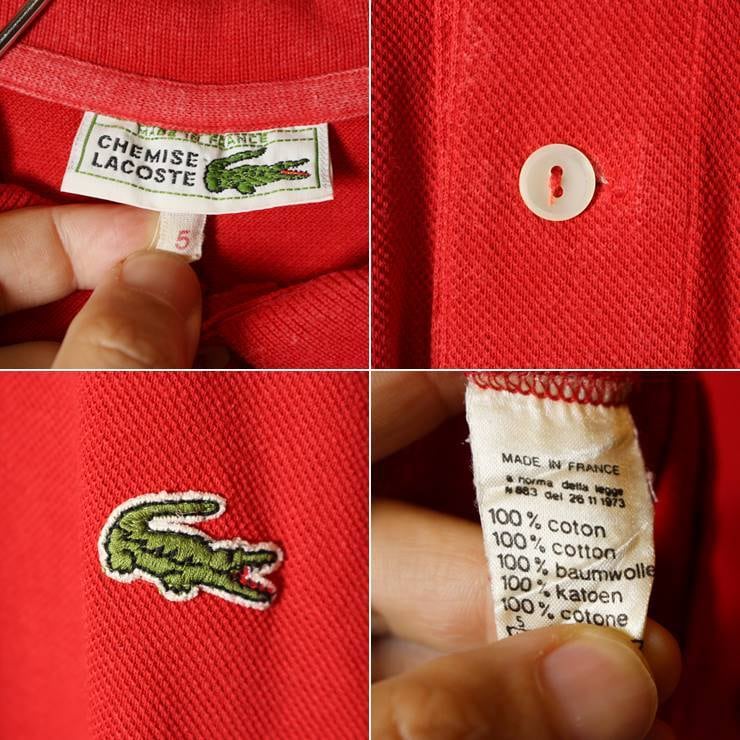 MADE IN FRANCE
CHEMISE
LACOSTE
5
MADE IN FRANCE
a norma della legge
N 883 del 26 11 1973
100% coton
100% cotton
100% baumwolle
100% katoen
100% cotone
5